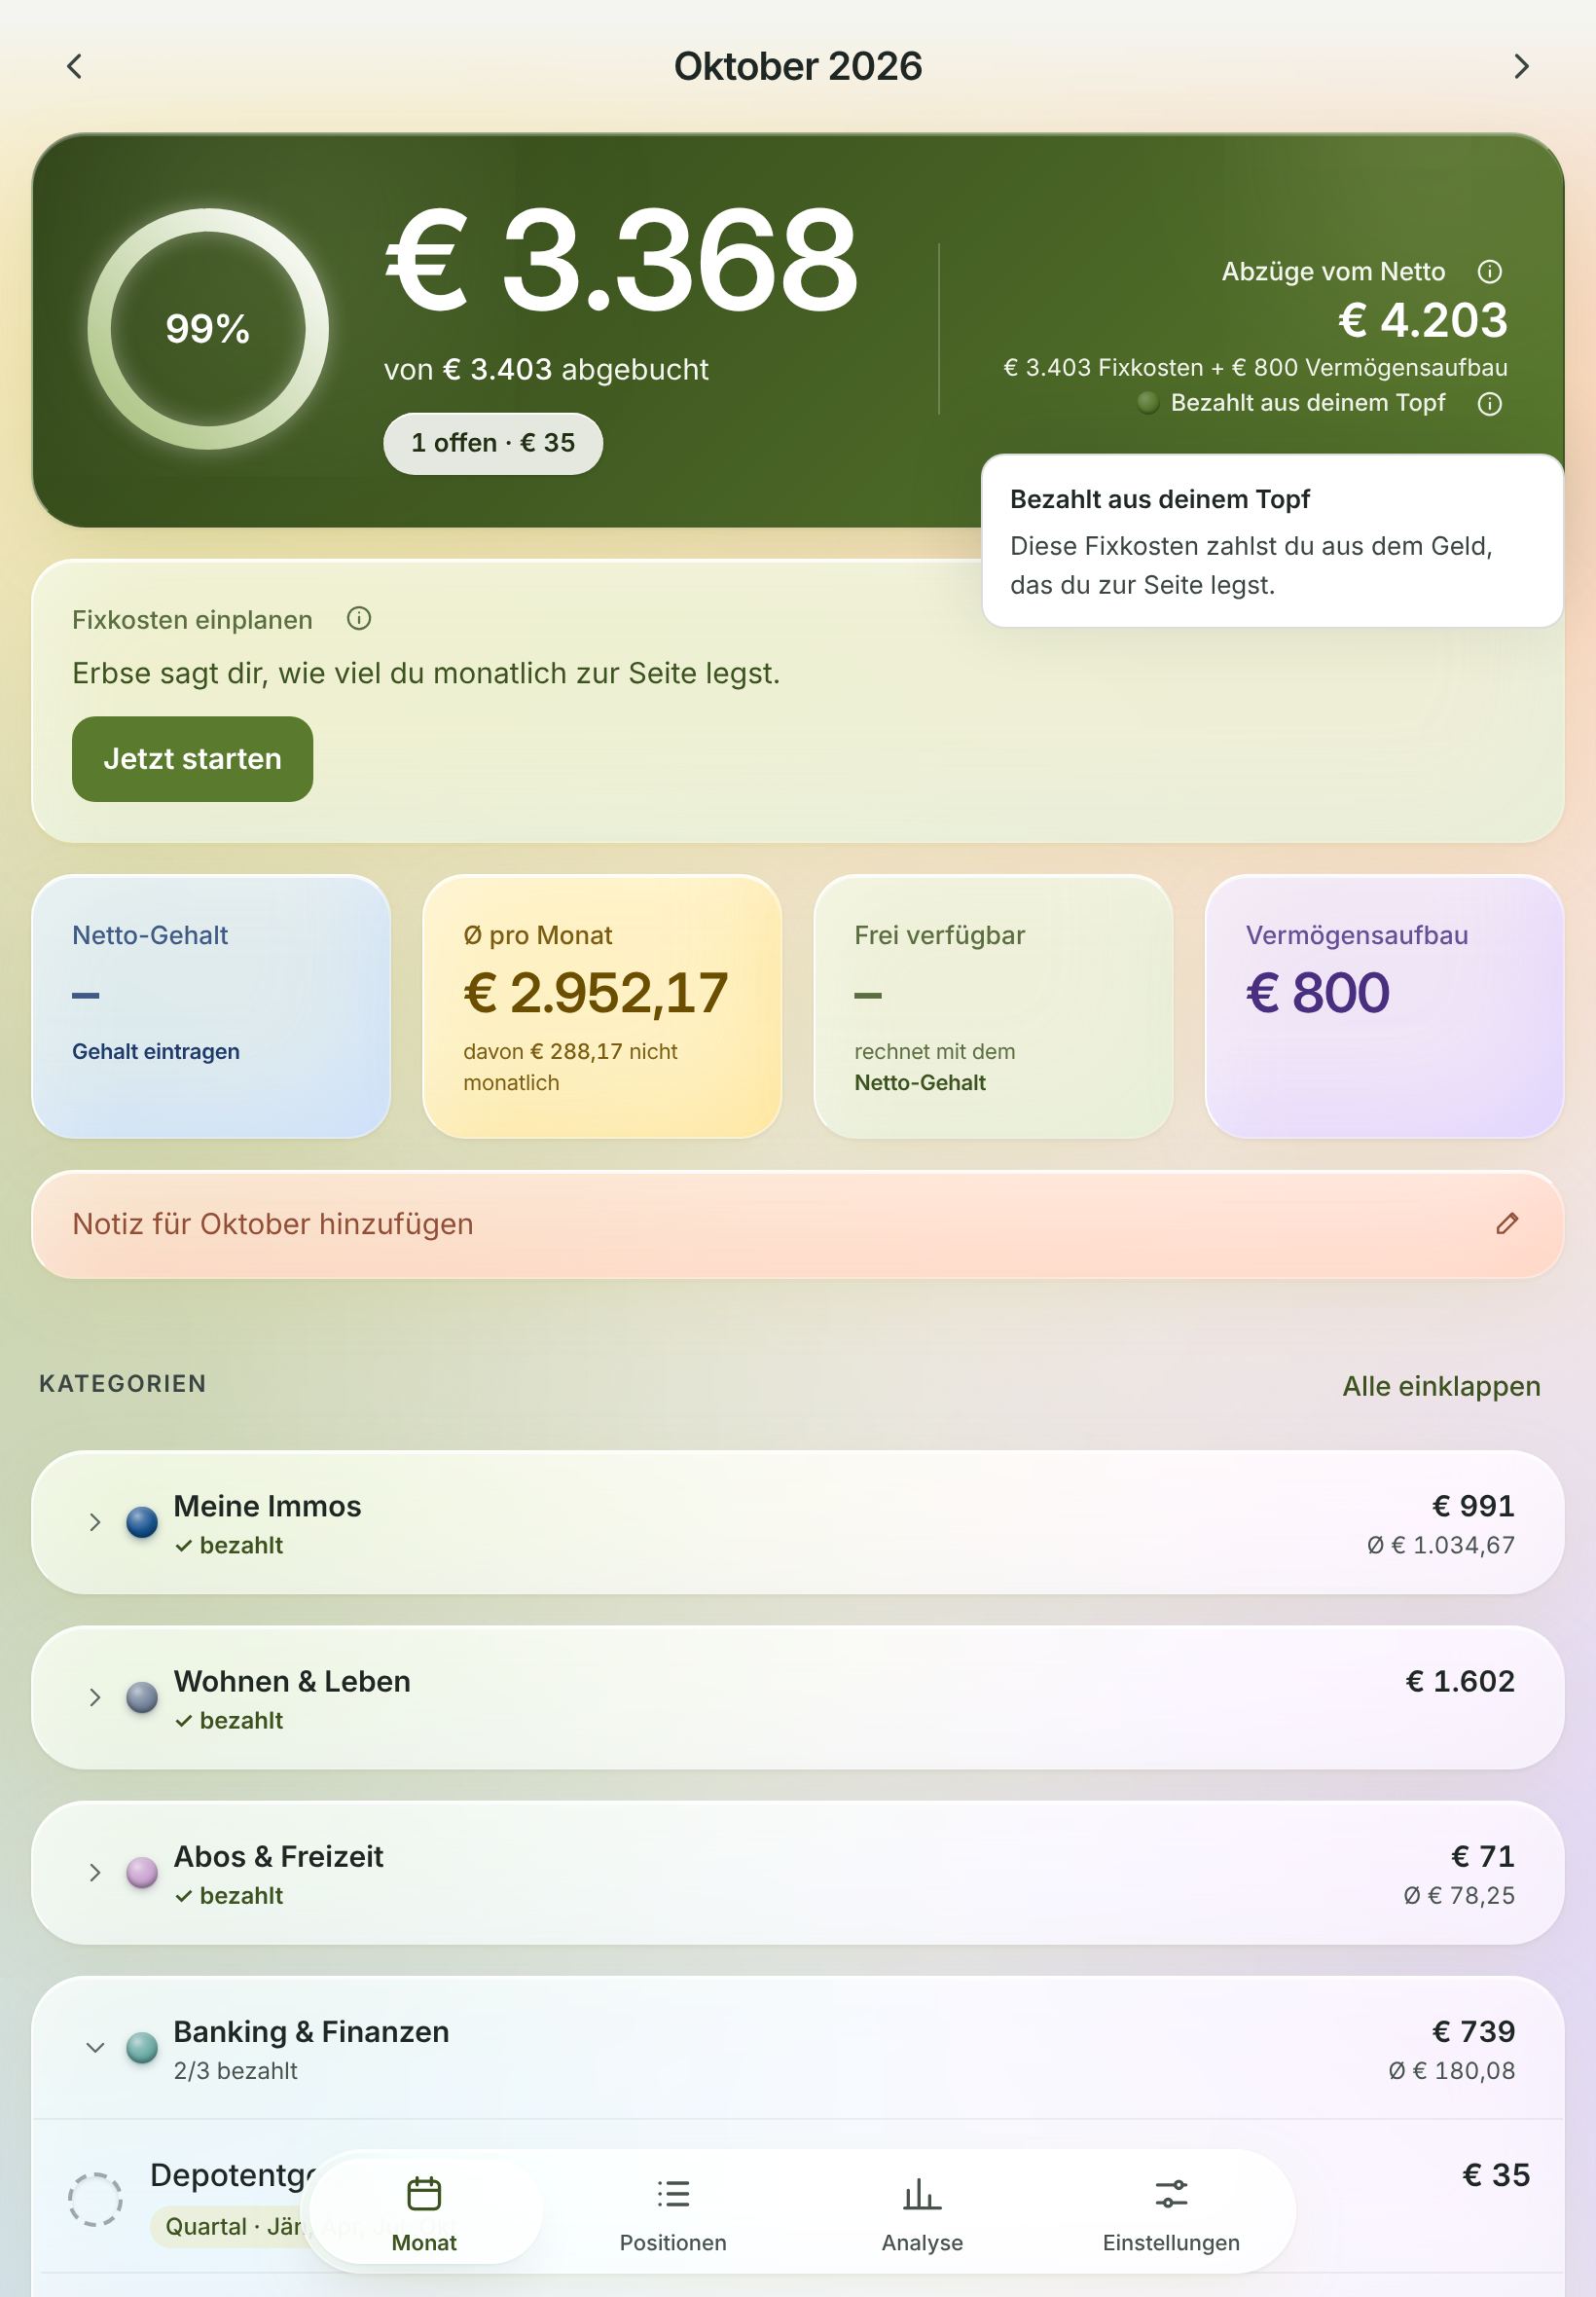 Oktober 2026
99%
€ 3.368
von € 3.403 abgebucht
1 offen · € 35
Abzüge vom Netto
€ 4.203
€ 3.403 Fixkosten + € 800 Vermögensaufbau
Bezahlt aus deinem Topf
Bezahlt aus deinem Topf
Diese Fixkosten zahlst du aus dem Geld,
das du zur Seite legst.
Fixkosten einplanen
Erbse sagt dir, wie viel du monatlich zur Seite legst.
Jetzt starten
Netto-Gehalt
–
Gehalt eintragen
Ø pro Monat
€ 2.952,17
davon € 288,17 nicht
monatlich
Frei verfügbar
–
rechnet mit dem
Netto-Gehalt
Vermögensaufbau
€ 800
Notiz für Oktober hinzufügen
KATEGORIEN
Alle einklappen
Meine Immos
€ 991
✓ bezahlt
Ø € 1.034,67
Wohnen & Leben
€ 1.602
✓ bezahlt
Abos & Freizeit
€ 71
✓ bezahlt
Ø € 78,25
Banking & Finanzen
€ 739
2/3 bezahlt
Ø € 180,08
€ 35
Quartal · Jän
Monat
Positionen
Analyse
Einstellungen